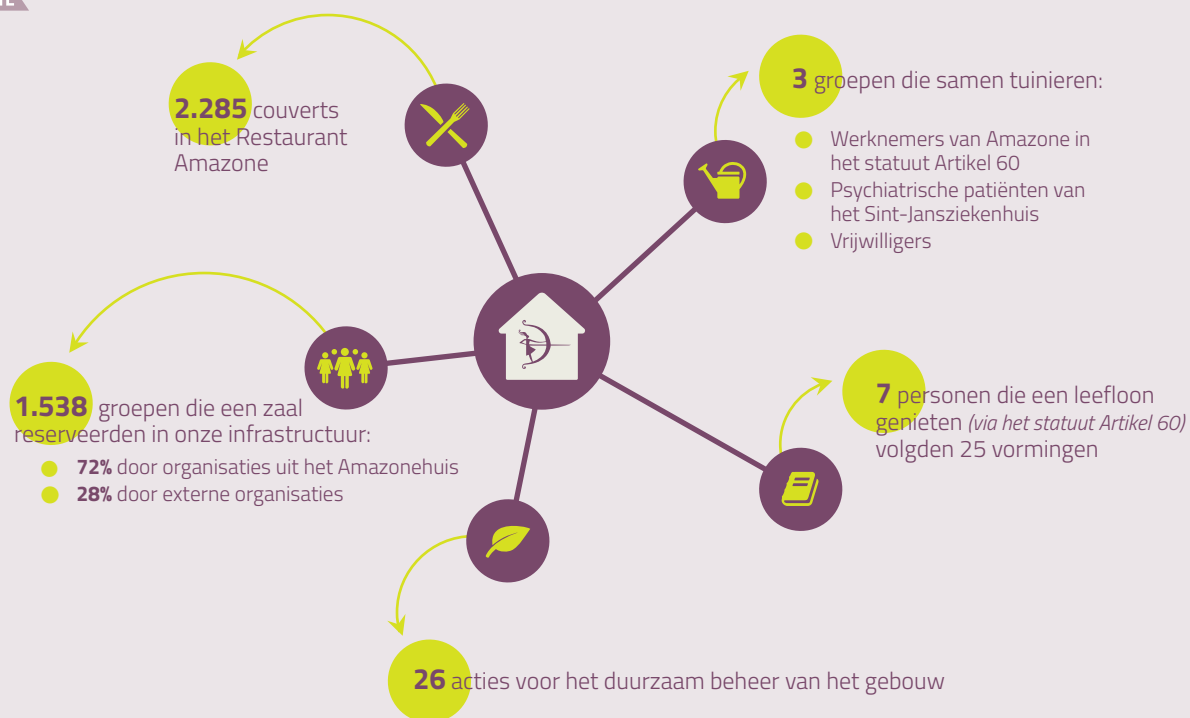 2.285 couverts
in het Restaurant
Amazone
3 groepen die samen tuinieren:
Werknemers van Amazone in
het statuut Artikel 60
Psychiatrische patiënten van
het Sint-Jansziekenhuis
Vrijwilligers
1.538 groepen die een zaal
reserveerden in onze infrastructuur:
72% door organisaties uit het Amazonehuis
28% door externe organisaties
7 personen die een leefloon
genieten (via het statuut Artikel 60)
volgden 25 vormingen
26 acties voor het duurzaam beheer van het gebouw